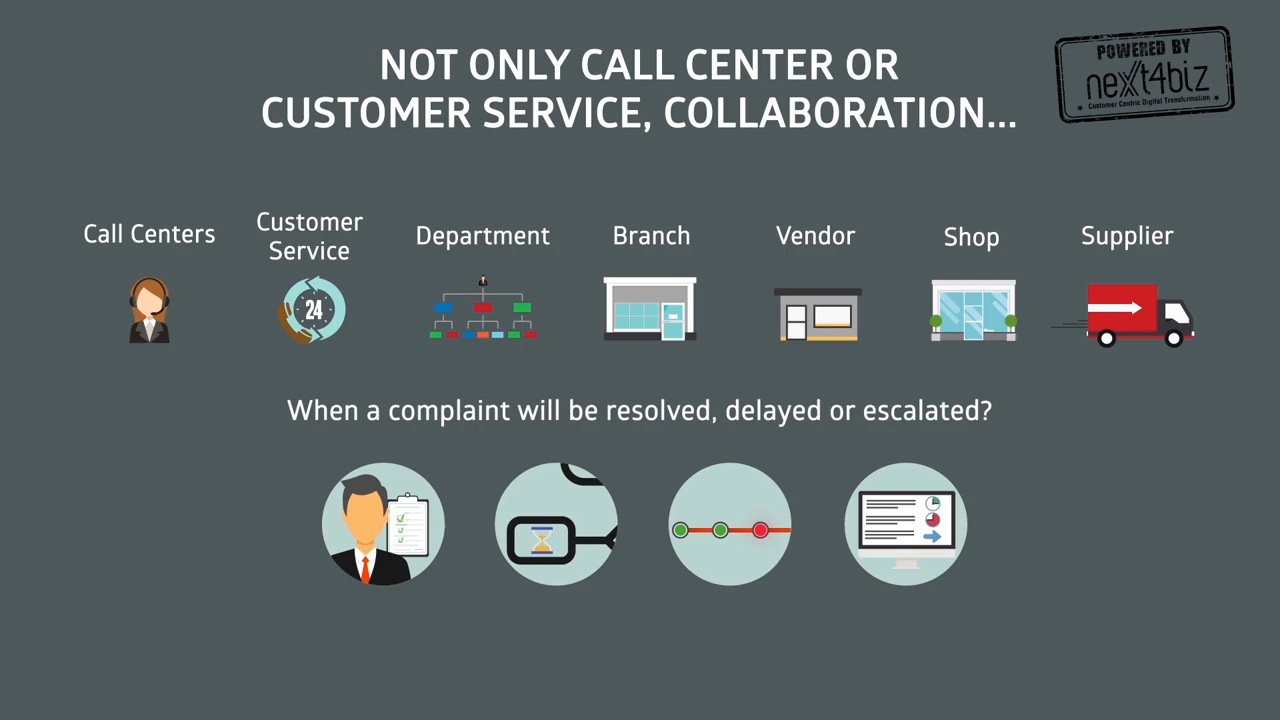 NOT ONLY CALL CENTER OR
CUSTOMER SERVICE, COLLABORATION...
POWERED BY
next4biz
Customer Centric Digital Transformation
Call Centers
Customer
Service
Department
Branch
Vendor
Shop
Supplier
24
When a complaint will be resolved, delayed or escalated?